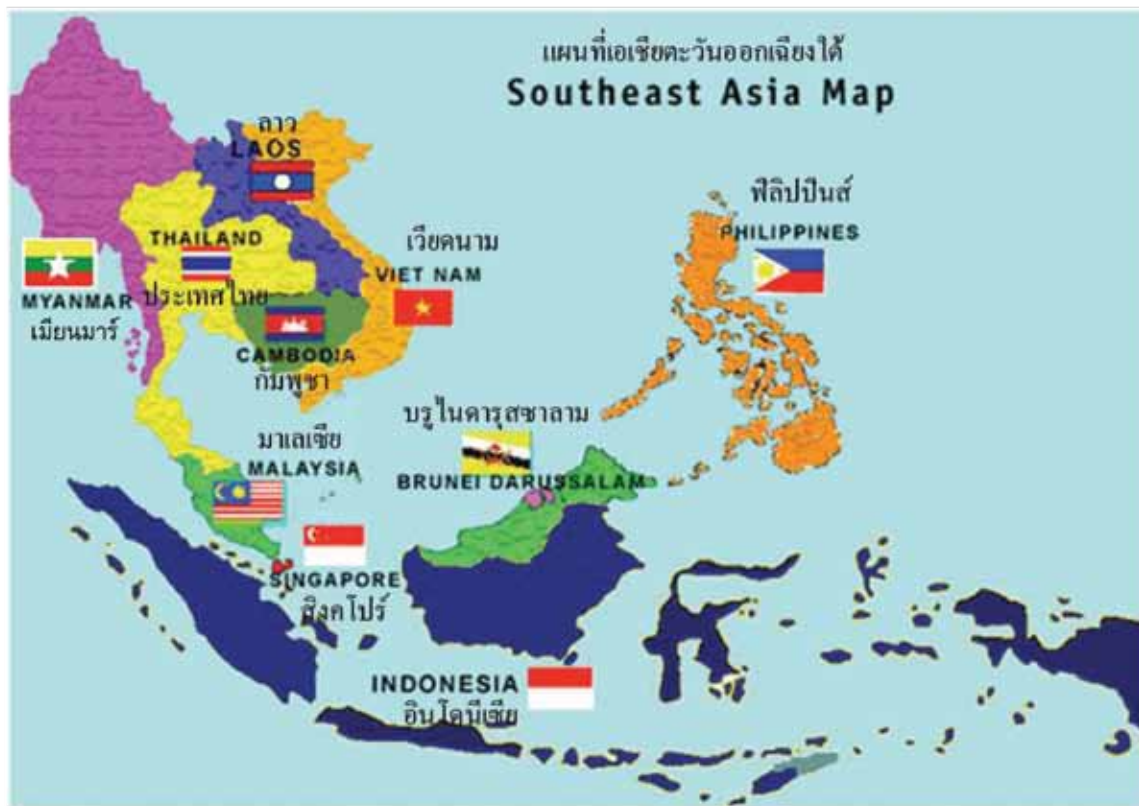 แผนที่เอเชียตะวันออกเฉียงใต้
Southeast Asia Map
ลาว
LAOS
ฟิลิปปินส์
PHILIPPINES
THAILAND
ประเทศไทย
เวียดนาม
VIET NAM
MYANMAR
เมียนมาร์
CAMBODIA
กัมพูชา
บรูไนดารุสซาลาม
BRUNEI DARUSSALAM
มาเลเซีย
MALAYSIA
SINGAPORE
สิงคโปร์
INDONESIA
อินโดนีเซีย